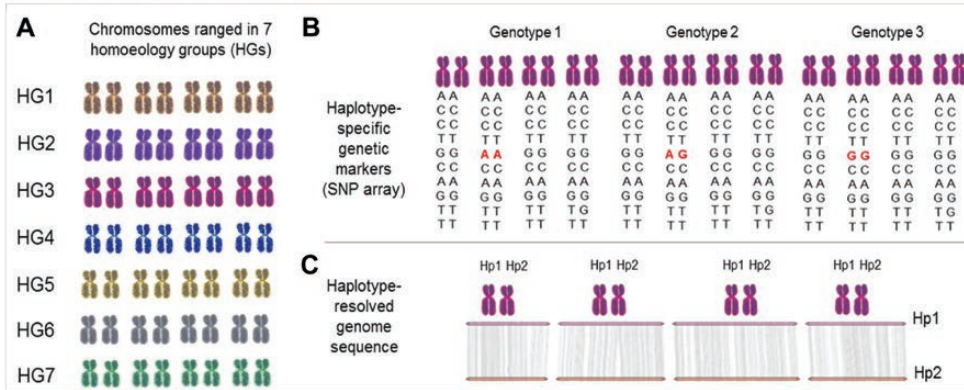 A
Chromosomes ranged in 7
homoeology groups (HGs)
HG1
HG2
HG3
HG4
HG5
HG6
HG7
B
Genotype 1 Genotype 2 Genotype 3
Haplotype-
specific
genetic
markers
(SNP array)
AA AA AA AA AA AA AA AA AA AA AA AA
CC CC CC CC CC CC CC CC CC CC CC CC
CC CC CC CC CC CC CC CC CC CC CC CC
TT TT TT TT TT TT TT TT TT TT TT TT
GG AA GG GG GG AG GG GG GG GG GG GG
CC CC CC CC CC CC CC CC CC CC CC CC
AA AA AA AA AA AA AA AA AA AA AA AA
GG GG GG GG GG GG GG GG GG GG GG GG
TT TT TT TG TT TT TT TG TT TT TT TG
TT TT TT TT TT TT TT TT TT TT TT TT
C
Haplotype-
resolved
genome
sequence
Hp1 Hp2 Hp1 Hp2 Hp1 Hp2 Hp1 Hp2
Hp1
Hp2